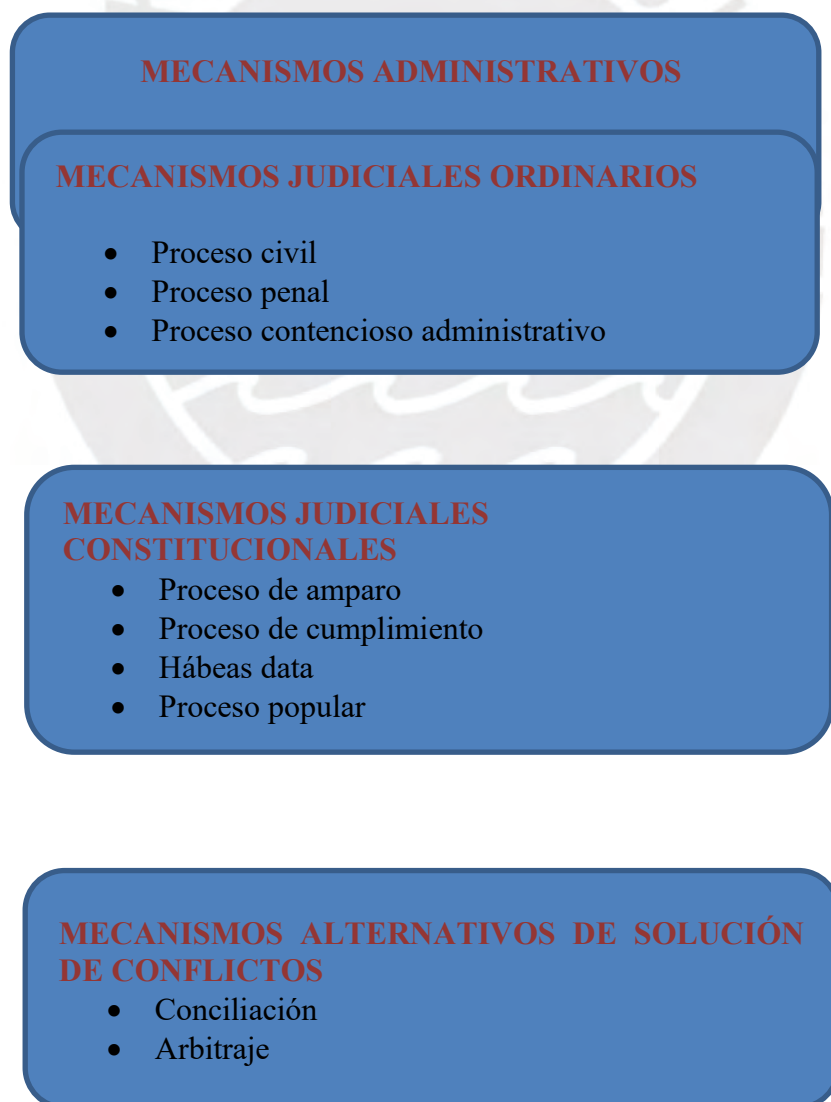 MECANISMOS ADMINISTRATIVOS
MECANISMOS JUDICIALES ORDINARIOS
• Proceso civil
• Proceso penal
• Proceso contencioso administrativo
MECANISMOS JUDICIALES
CONSTITUCIONALES
• Proceso de amparo
• Proceso de cumplimiento
• Hábeas data
• Proceso popular
MECANISMOS ALTERNATIVOS DE SOLUCIÓN
DE CONFLICTOS
• Conciliación
• Arbitraje